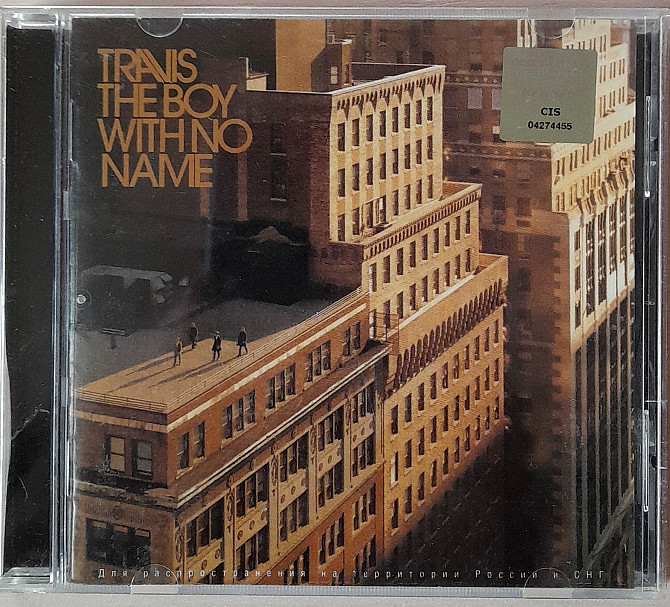 TRAVIS
THE BOY
WITH NO
NAME
CIS
04274455
Для распространения на территории России и СНГ